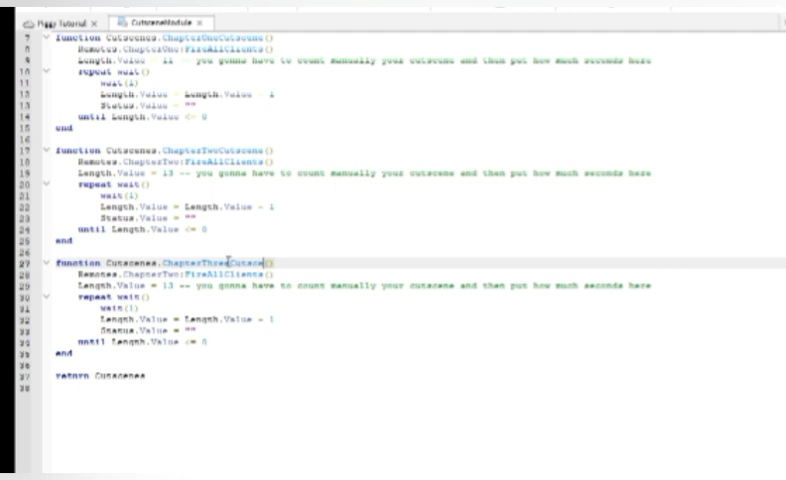 Piggy Tutorial × CutsceneModule ×
7 function Cutscenes.ChapterOneCutscene()
8 Remotes.ChapterOne:FireAllClients()
9 Length.Value = 11 -- you gonna have to count manually your cutscene and then put how much seconds here
10 repeat wait()
11 wait(1)
12 Length.Value = Length.Value - 1
13 Status.Value = ""
14 until Length.Value <= 0
15 end
16
17 function Cutscenes.ChapterTwoCutscene()
18 Remotes.ChapterTwo:FireAllClients()
19 Length.Value = 13 -- you gonna have to count manually your cutscene and then put how much seconds here
20 repeat wait()
21 wait(1)
22 Length.Value = Length.Value - 1
23 Status.Value = ""
24 until Length.Value <= 0
25 end
26
27 function Cutscenes.ChapterThreeCutsce()
28 Remotes.ChapterTwo:FireAllClients()
29 Length.Value = 13 -- you gonna have to count manually your cutscene and then put how much seconds here
30 repeat wait()
31 wait(1)
32 Length.Value = Length.Value - 1
33 Status.Value = ""
34 until Length.Value <= 0
35 end
36
37 return Cutscenes
38